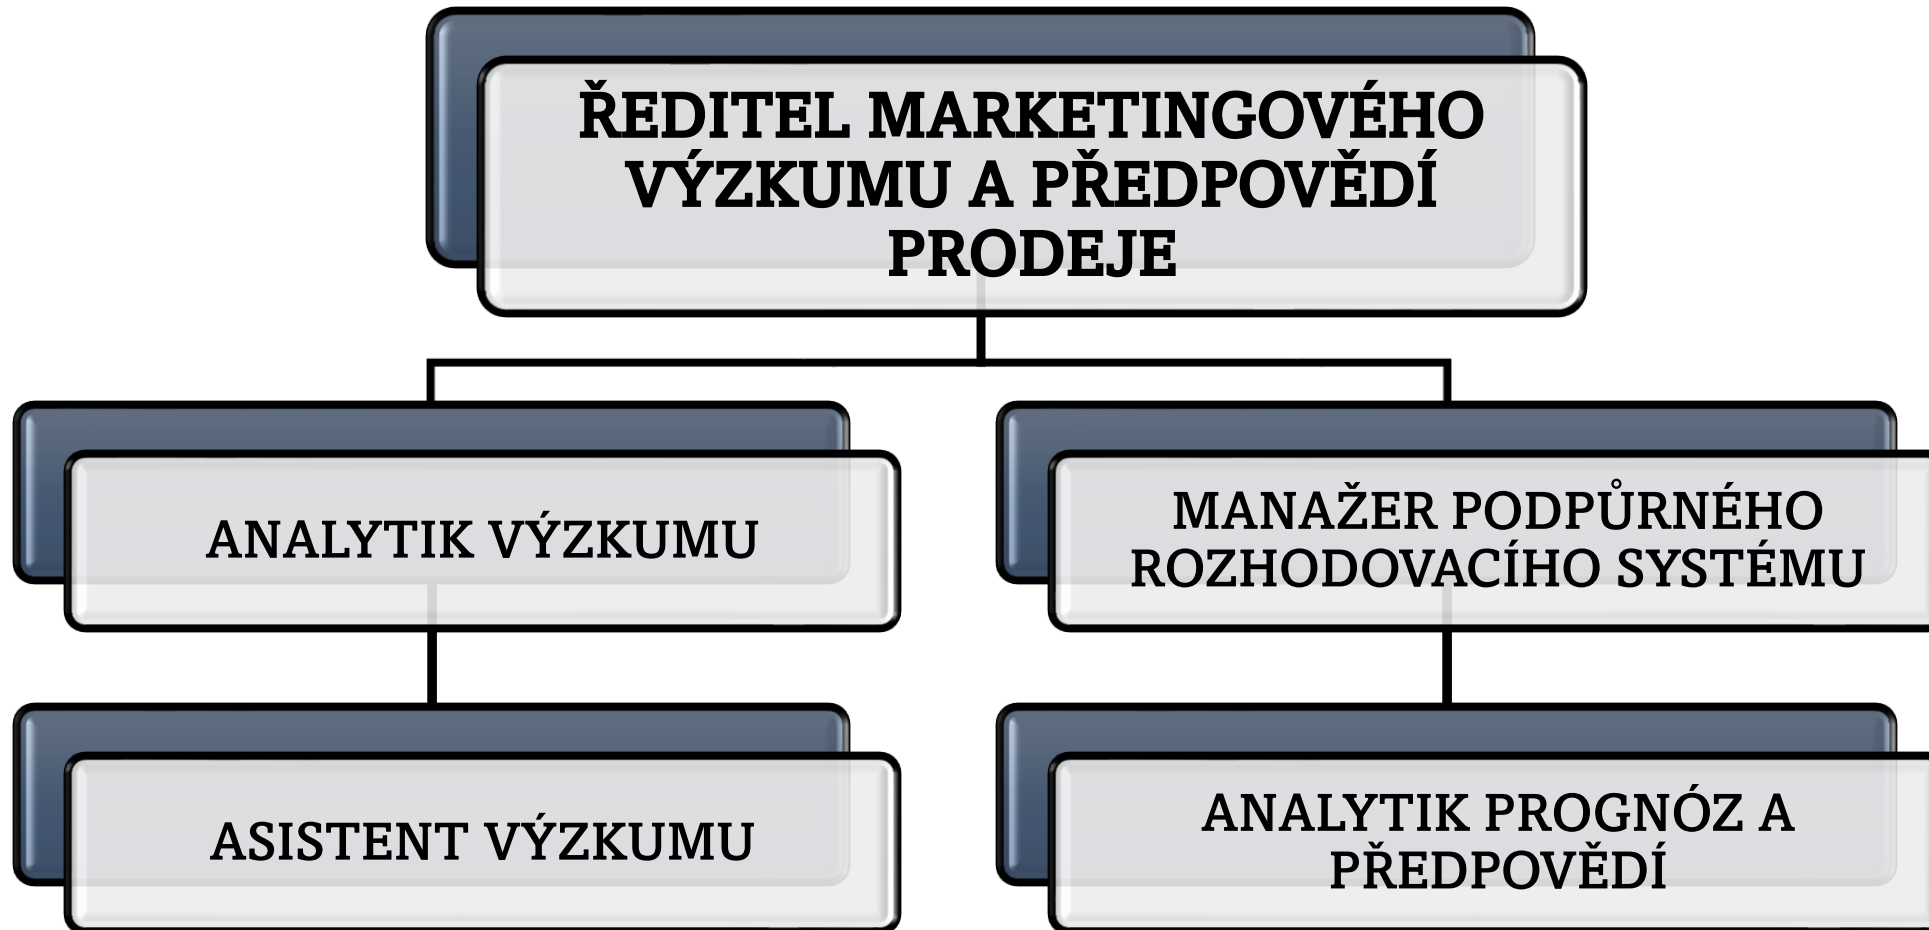 ŘEDITEL MARKETINGOVÉHO
VÝZKUMU A PŘEDPOVĚDÍ
PRODEJE
ANALYTIK VÝZKUMU
MANAŽER PODPŮRNÉHO
ROZHODOVACÍHO SYSTÉMU
ASISTENT VÝZKUMU
ANALYTIK PROGNÓZ A
PŘEDPOVĚDÍ